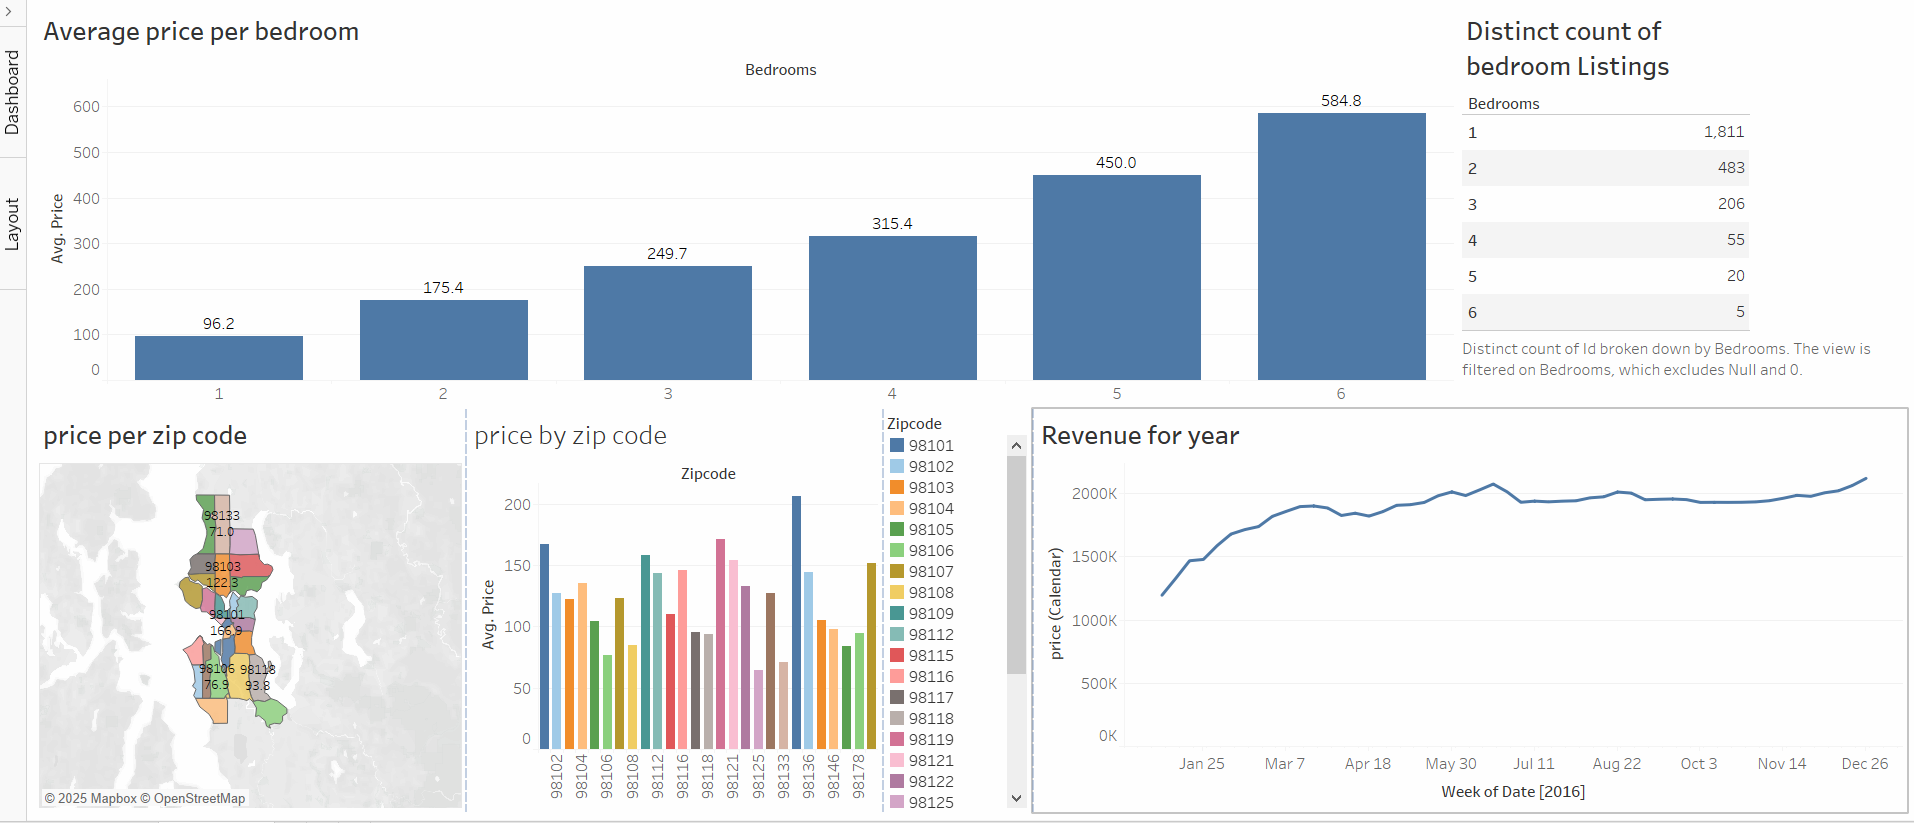 Dashboard
Layout
Average price per bedroom
Bedrooms
Avg. Price
600
500
400
300
200
100
0
96.2
175.4
249.7
315.4
450.0
584.8
1
2
3
4
5
6
Distinct count of
bedroom Listings
Bedrooms
1 1,811
2 483
3 206
4 55
5 20
6 5
Distinct count of Id broken down by Bedrooms. The view is
filtered on Bedrooms, which excludes Null and 0.
price per zip code
98133
71.0
98103
122.3
98101
166.9
98106
76.9
98118
93.8
© 2025 Mapbox © OpenStreetMap
price by zip code
Zipcode
Avg. Price
200
150
100
50
0
98102
98104
98106
98108
98112
98116
98118
98121
98125
98133
98136
98146
98178
Zipcode
98101
98102
98103
98104
98105
98106
98107
98108
98109
98112
98115
98116
98117
98118
98119
98121
98122
98125
Revenue for year
price (Calendar)
2000K
1500K
1000K
500K
0K
Jan 25
Mar 7
Apr 18
May 30
Jul 11
Aug 22
Oct 3
Nov 14
Dec 26
Week of Date [2016]